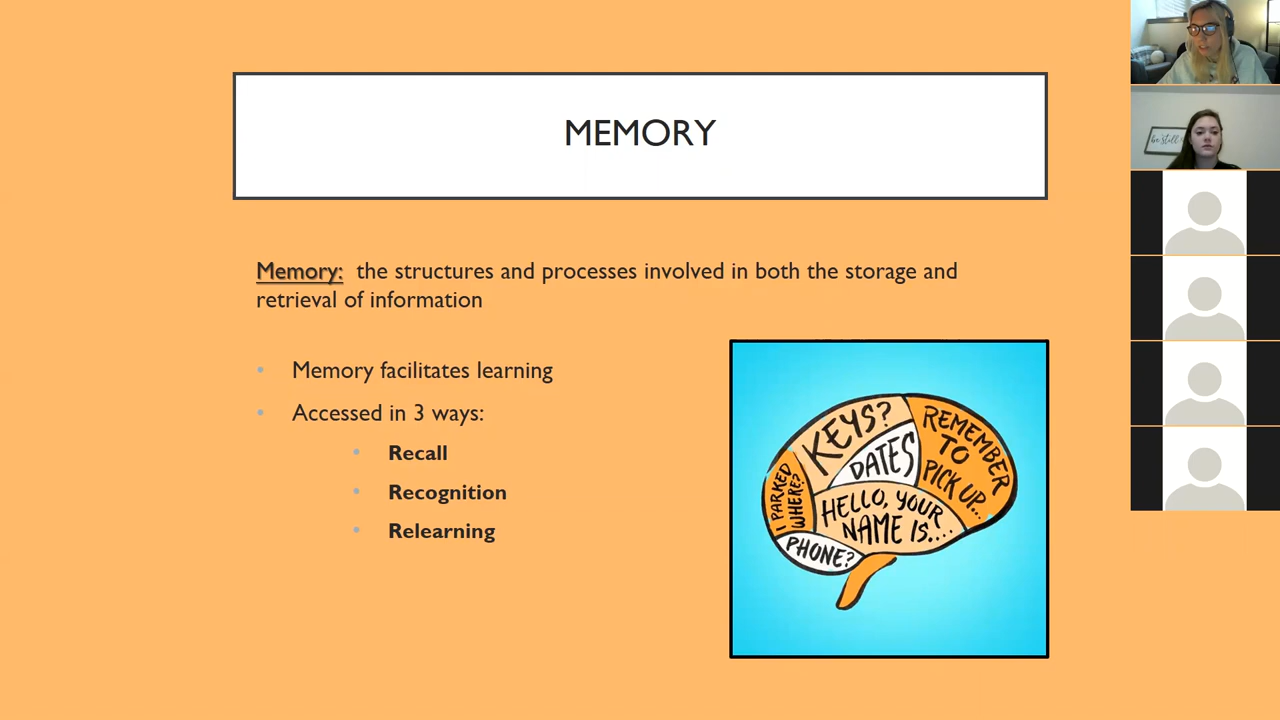 MEMORY
Memory: the structures and processes involved in both the storage and
retrieval of information
• Memory facilitates learning
• Accessed in 3 ways:
• Recall
• Recognition
• Relearning
KEYS?
DATES
REMEMBER
TO
PICK UP...
I PARKED
WHERE?
HELLO, YOUR
NAME IS....
PHONE?
be still